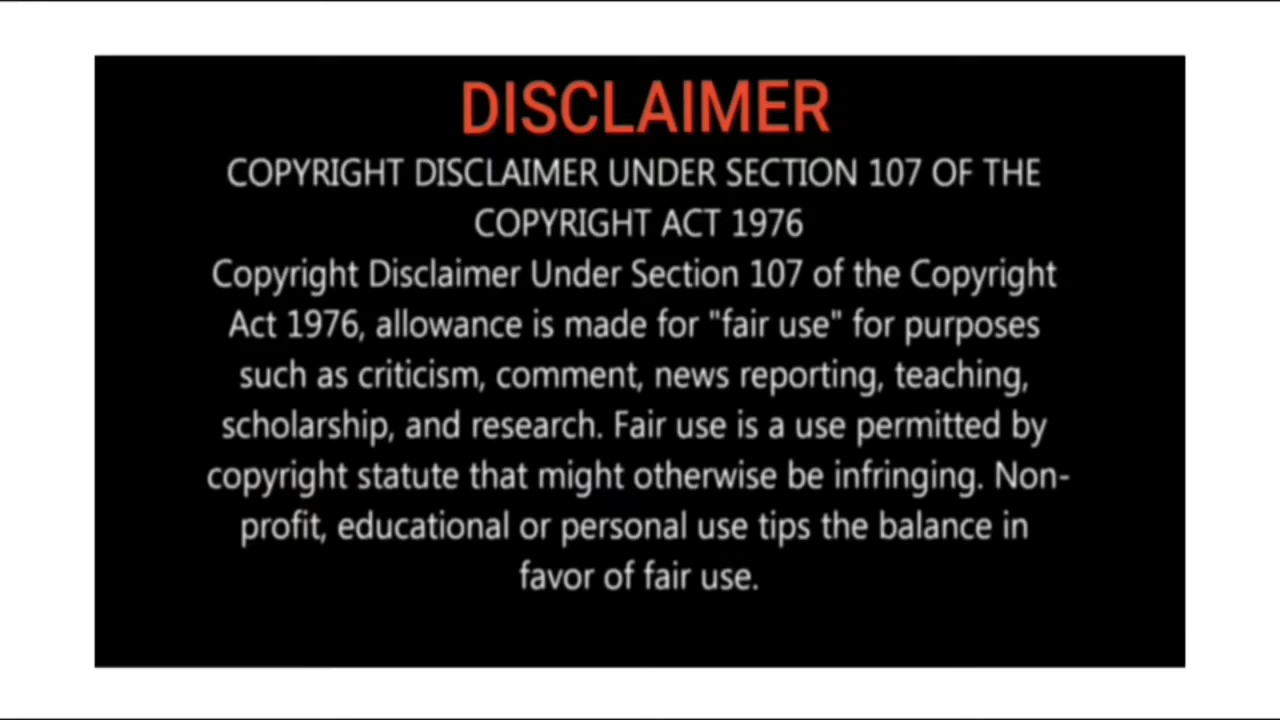 DISCLAIMER
COPYRIGHT DISCLAIMER UNDER SECTION 107 OF THE
COPYRIGHT ACT 1976
Copyright Disclaimer Under Section 107 of the Copyright
Act 1976, allowance is made for "fair use" for purposes
such as criticism, comment, news reporting, teaching,
scholarship, and research. Fair use is a use permitted by
copyright statute that might otherwise be infringing. Non-
profit, educational or personal use tips the balance in
favor of fair use.